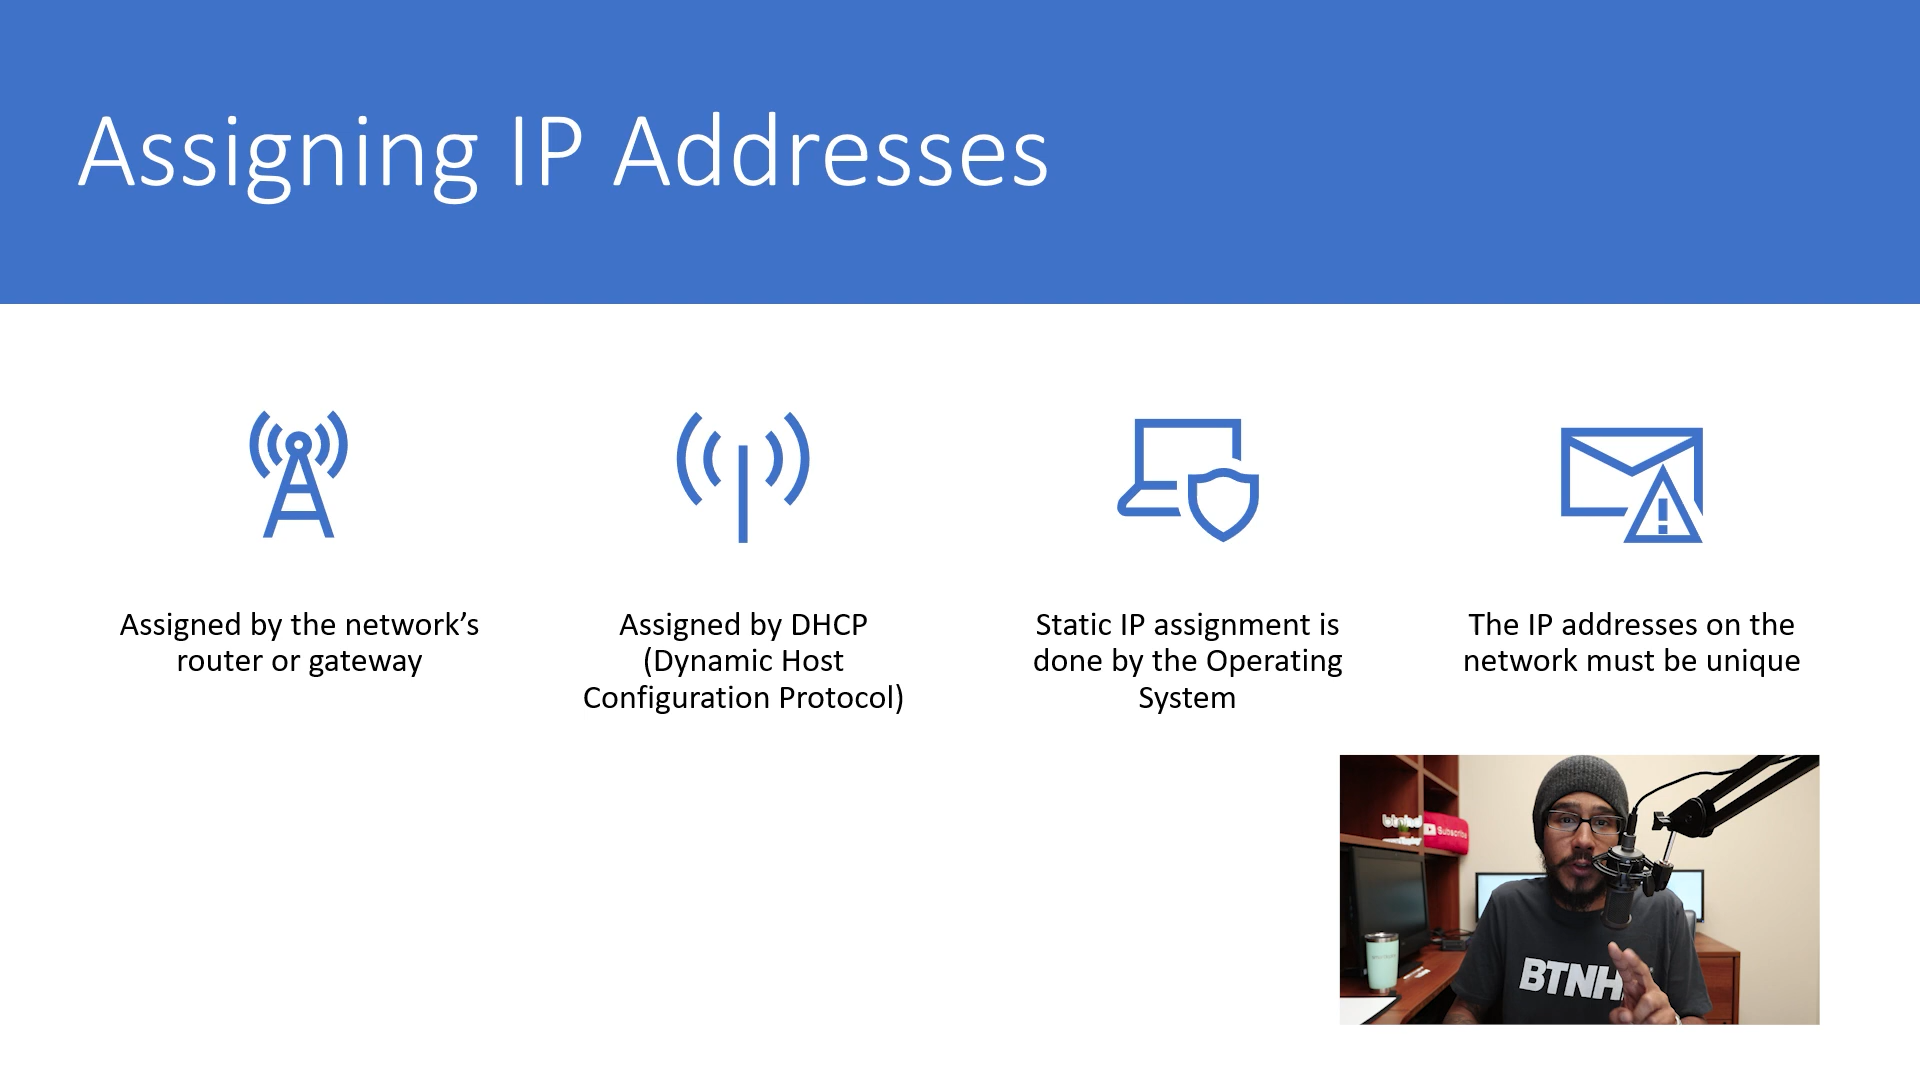 Assigning IP Addresses
Assigned by the network’s
router or gateway
Assigned by DHCP
(Dynamic Host
Configuration Protocol)
Static IP assignment is
done by the Operating
System
The IP addresses on the
network must be unique
Subscribe
BTNH